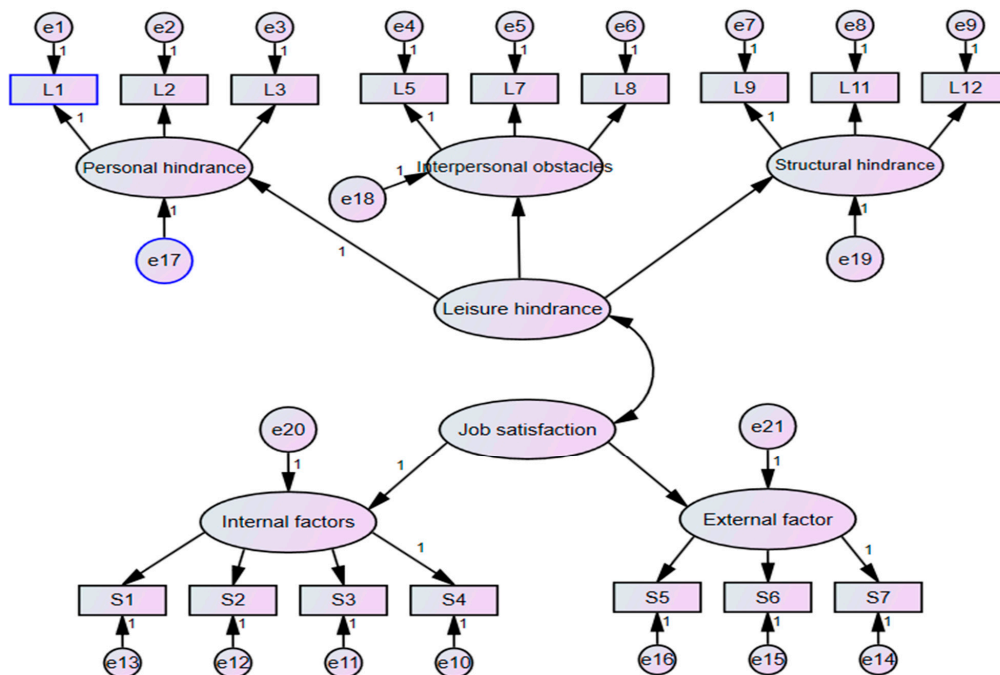 e1 e2 e3 e4 e5 e6 e7 e8 e9
1 1 1 1 1 1 1 1 1
L1 L2 L3 L5 L7 L8 L9 L11 L12
1 1 1
Personal hindrance Interpersonal obstacles Structural hindrance
1
e18
1 1
e17 1 e19
Leisure hindrance
Job satisfaction
e20 e21
1 1 1
Internal factors External factor
1 1
S1 S2 S3 S4 S5 S6 S7
1 1 1 1 1 1 1
e13 e12 e11 e10 e16 e15 e14